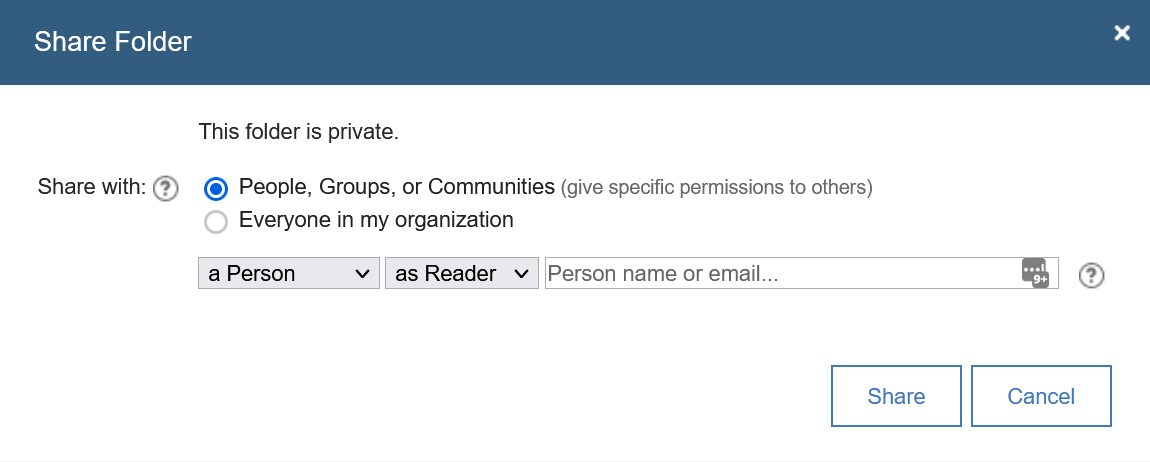 Share Folder
This folder is private.
Share with: ?
People, Groups, or Communities (give specific permissions to others)
Everyone in my organization
a Person as Reader Person name or email... 9+ ?
Share Cancel